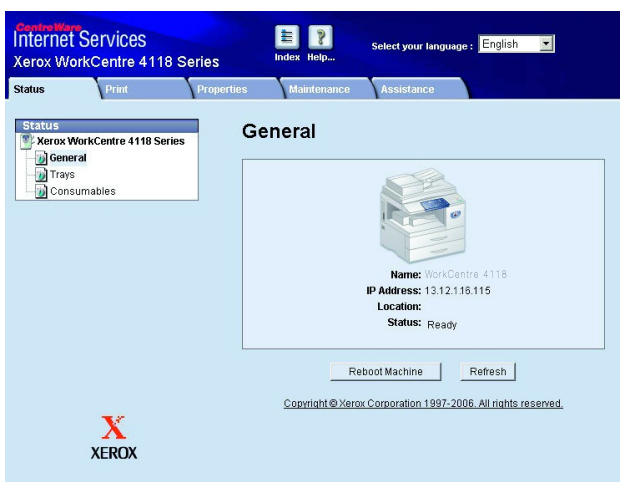 CentreWare
Internet Services
Xerox WorkCentre 4118 Series
Index Help...
Select your language : English
Status Print Properties Maintenance Assistance
Status
Xerox WorkCentre 4118 Series
General
Trays
Consumables
General
Name: WorkCentre 4118
IP Address: 13.12.116.115
Location:
Status: Ready
Reboot Machine Refresh
Copyright © Xerox Corporation 1997-2006. All rights reserved.
X
XEROX